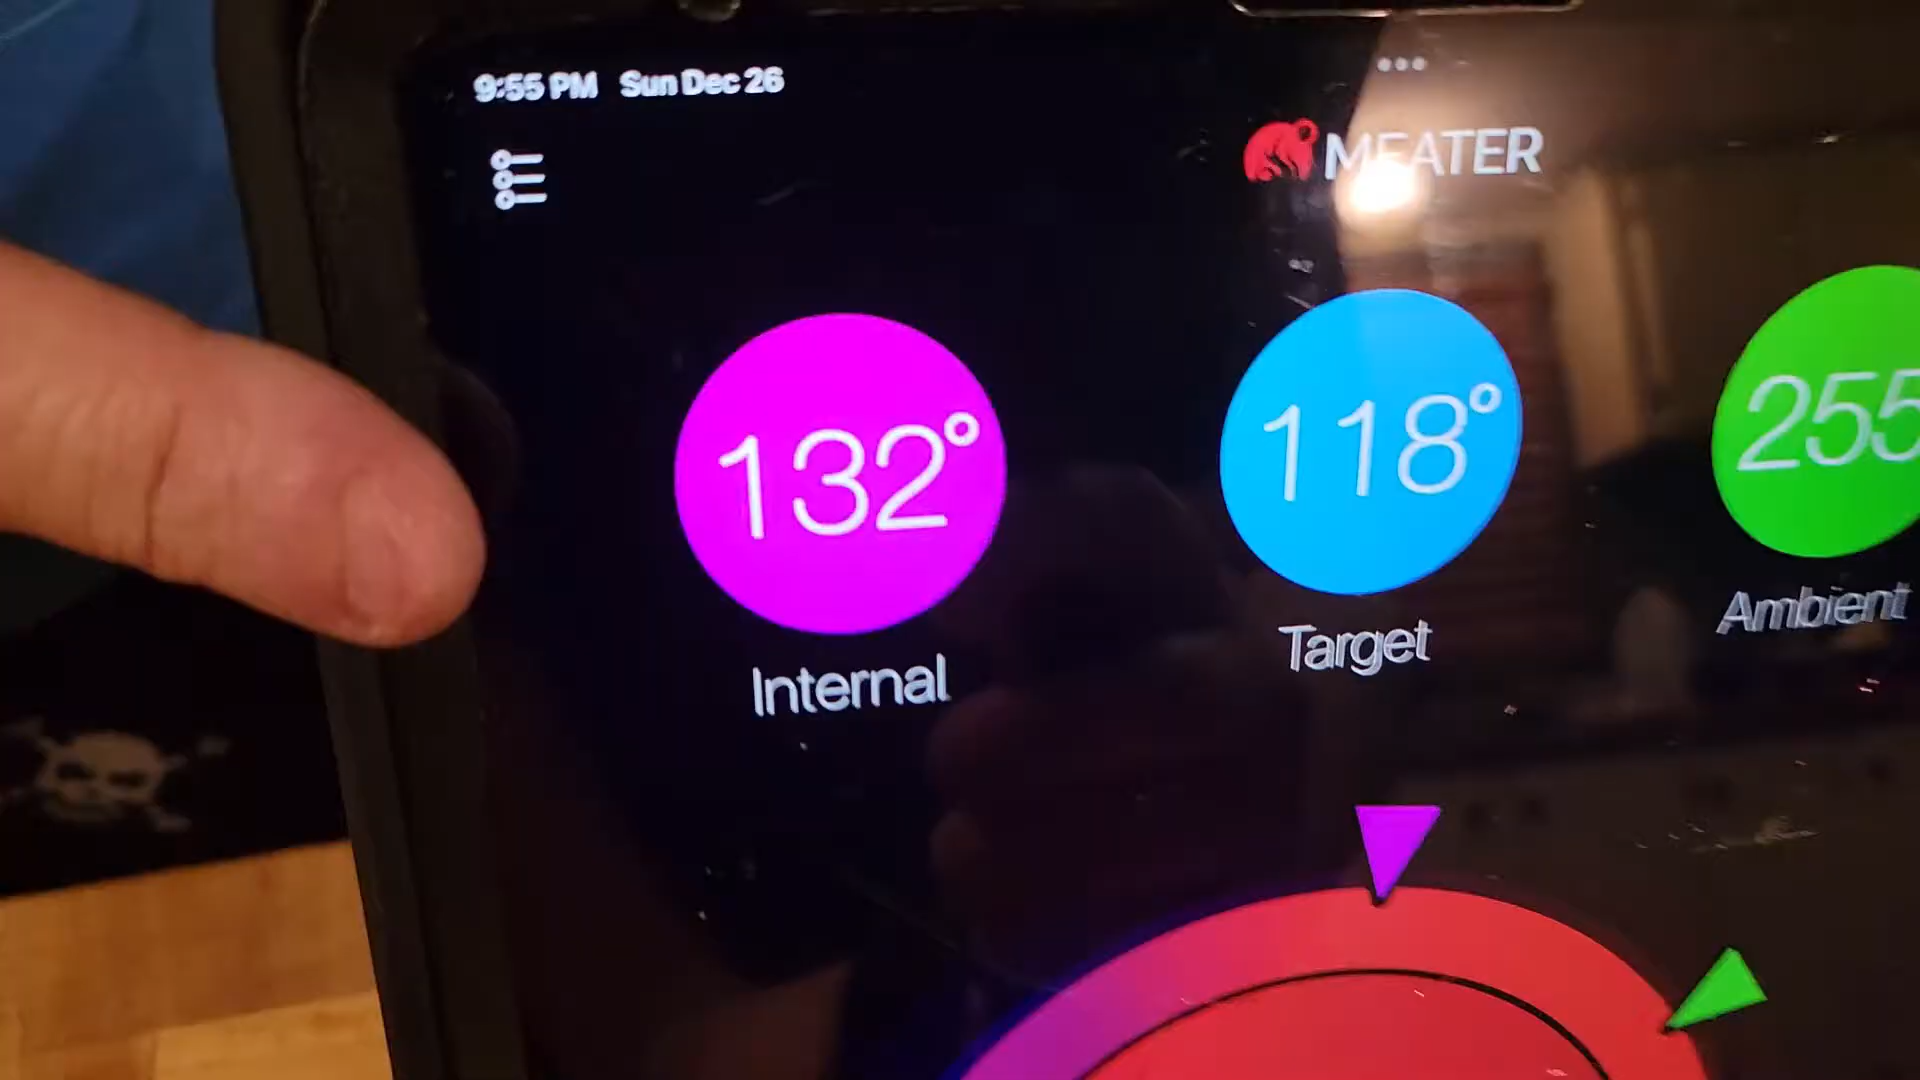 9:55 PM Sun Dec 26
MEATER
132°
118°
255
Internal
Target
Ambient